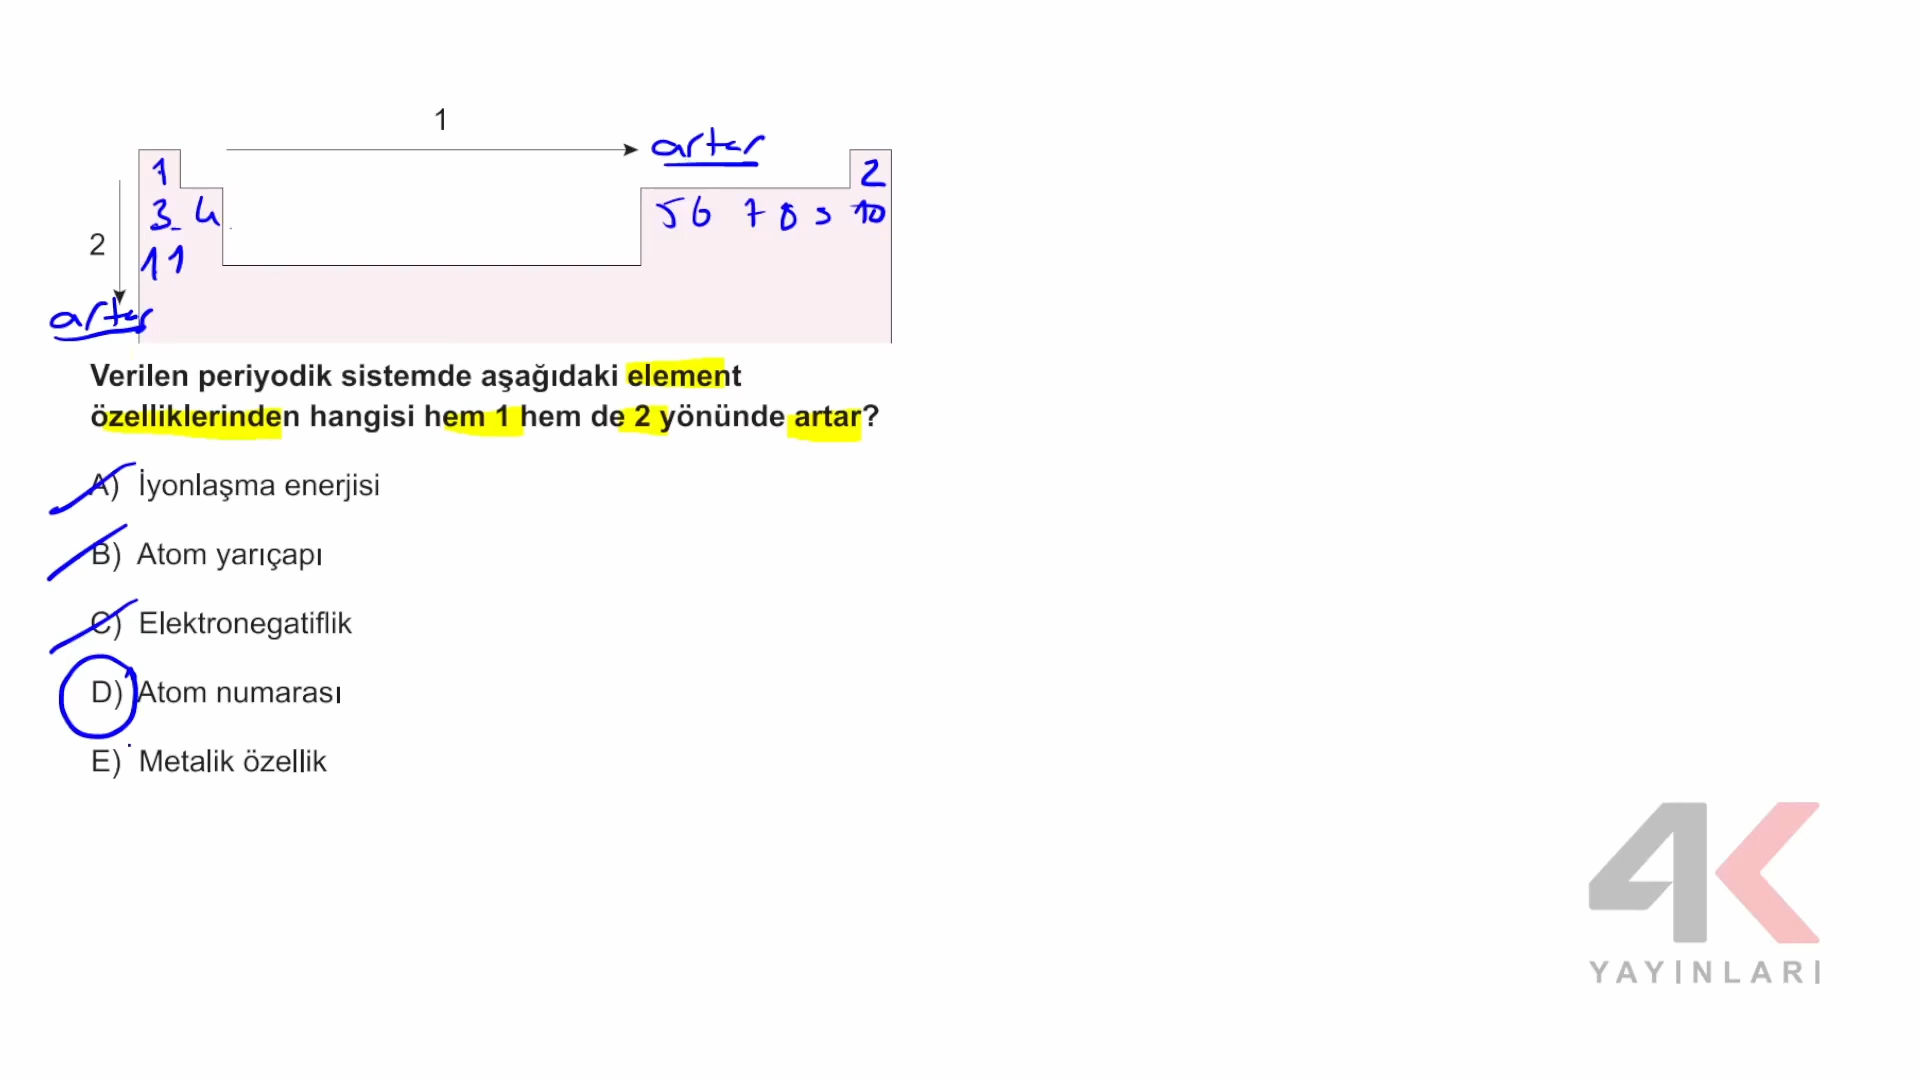 1
artar
1
2
3 4
5 6 7 8 9 10
2
11
artar
Verilen periyodik sistemde aşağıdaki element
özelliklerinden hangisi hem 1 hem de 2 yönünde artar?
A) İyonlaşma enerjisi
B) Atom yarıçapı
C) Elektronegatiflik
D) Atom numarası
E) Metalik özellik
4K
YAYINLARI